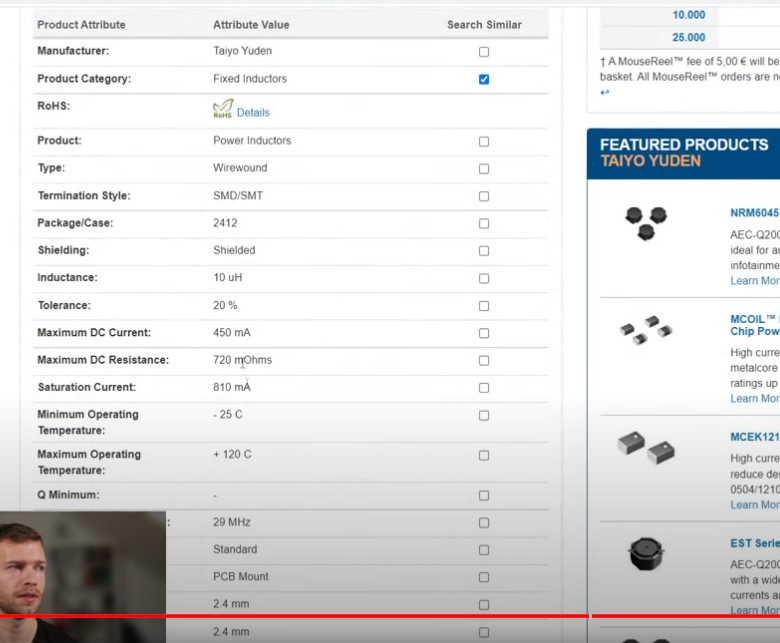 Product Attribute Attribute Value Search Similar
Manufacturer: Taiyo Yuden
Product Category: Fixed Inductors
RoHS: RoHS Details
Product: Power Inductors
Type: Wirewound
Termination Style: SMD/SMT
Package/Case: 2412
Shielding: Shielded
Inductance: 10 uH
Tolerance: 20 %
Maximum DC Current: 450 mA
Maximum DC Resistance: 720 mOhms
Saturation Current: 810 mA
Minimum Operating
Temperature: - 25 C
Maximum Operating
Temperature: + 120 C
Q Minimum: -
: 29 MHz
Standard
PCB Mount
2.4 mm
2.4 mm
10.000
25.000
† A MouseReel™ fee of 5,00 € will be
basket. All MouseReel™ orders are n
↩
FEATURED PRODUCTS
TAIYO YUDEN
NRM6045
AEC-Q200
ideal for au
infotainme
Learn Mor
MCOIL™
Chip Pow
High curre
metalcore
ratings up
Learn Mor
MCEK121
High curre
reduce des
0504/1210
Learn Mor
EST Serie
AEC-Q200
with a wide
currents a
Learn Mor